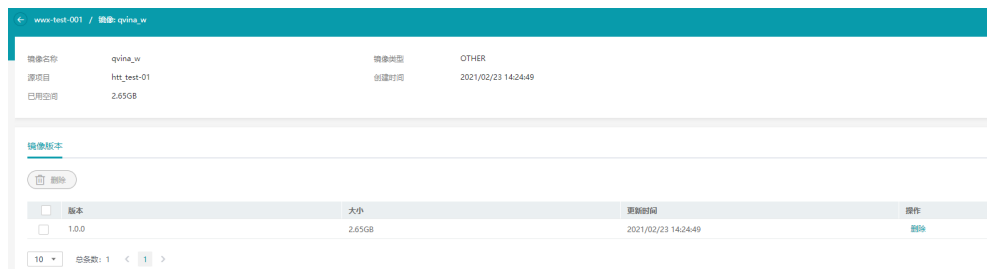 wwx-test-001 / 镜像: qvina_w
镜像名称 qvina_w 镜像类型 OTHER
源项目 htt_test-01 创建时间 2021/02/23 14:24:49
已用空间 2.65GB
镜像版本
删除
版本 大小 更新时间 操作
1.0.0 2.65GB 2021/02/23 14:24:49 删除
10 总条数: 1 < 1 >